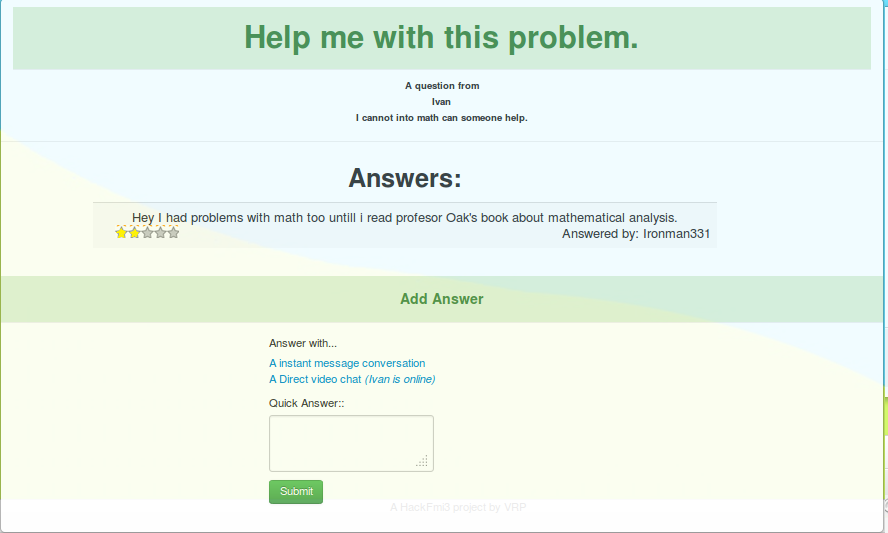 Help me with this problem.
A question from
Ivan
I cannot into math can someone help.
Answers:
Hey I had problems with math too untill i read profesor Oak's book about mathematical analysis.
Answered by: Ironman331
Add Answer
Answer with...
A instant message conversation
A Direct video chat (Ivan is online)
Quick Answer::
Submit
project by VRP